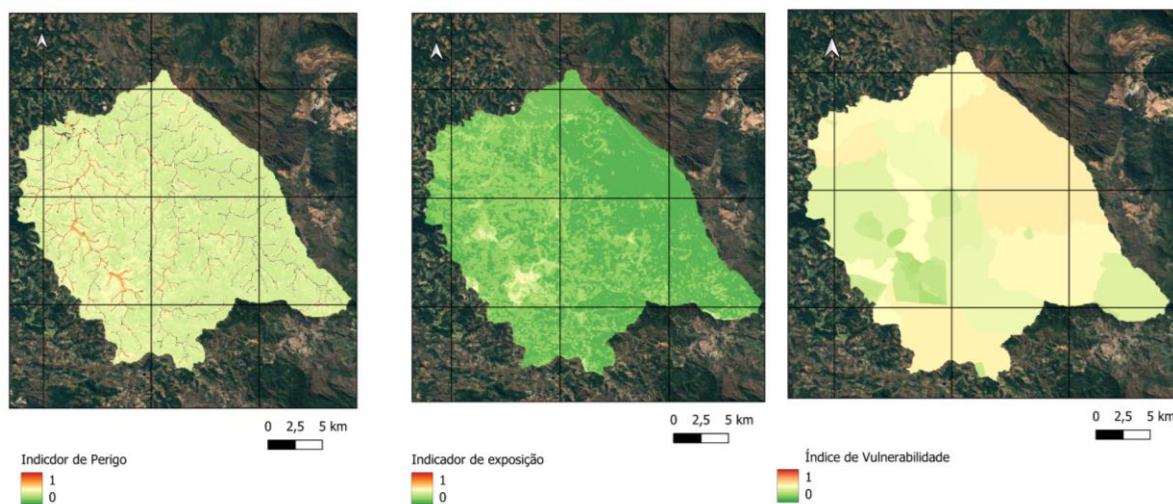 0 2,5 5 km
Indicdor de Perigo
1
0
0 2,5 5 km
Indicador de exposição
1
0
0 2,5 5 km
Índice de Vulnerabilidade
1
0